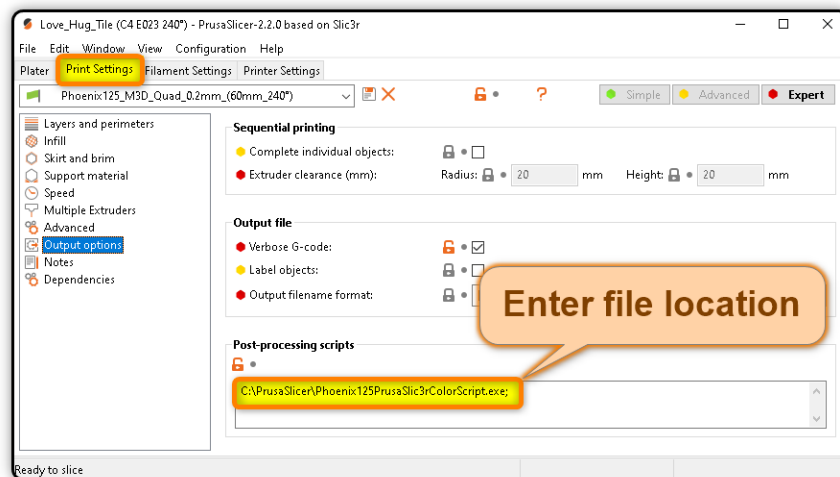 Love_Hug_Tile (C4 E023 240°) - PrusaSlicer-2.2.0 based on Slic3r
File Edit Window View Configuration Help
Plater Print Settings Filament Settings Printer Settings
Phoenix125_M3D_Quad_0.2mm_(60mm_240°) ? Simple Advanced Expert
Layers and perimeters
Infill
Skirt and brim
Support material
Speed
Multiple Extruders
Advanced
Output options
Notes
Dependencies
Sequential printing
Complete individual objects:
Extruder clearance (mm): Radius: 20 mm Height: 20 mm
Output file
Verbose G-code:
Label objects:
Output filename format:
Enter file location
Post-processing scripts
C:\PrusaSlicer\Phoenix125PrusaSlic3rColorScript.exe;
Ready to slice